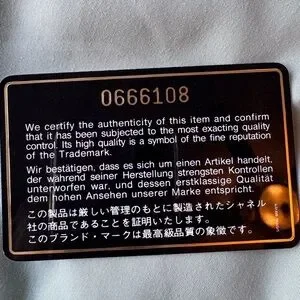 0666108
We certify the authenticity of this item and confirm
that it has been subjected to the most exacting quality
control. Its high quality is a symbol of the fine reputation
of the Trademark.
Wir bestätigen, dass es sich um einen Artikel handelt,
der während seiner Herstellung strengsten Kontrollen
unterworfen war, und dessen erstklassige Qualität
dem hohen Ansehen unserer Marke entspricht.
この製品は厳しい管理のもとに製造されたシャネル
社の商品であることを証明いたします。
このブランド・マークは最高級品質の象徴です。